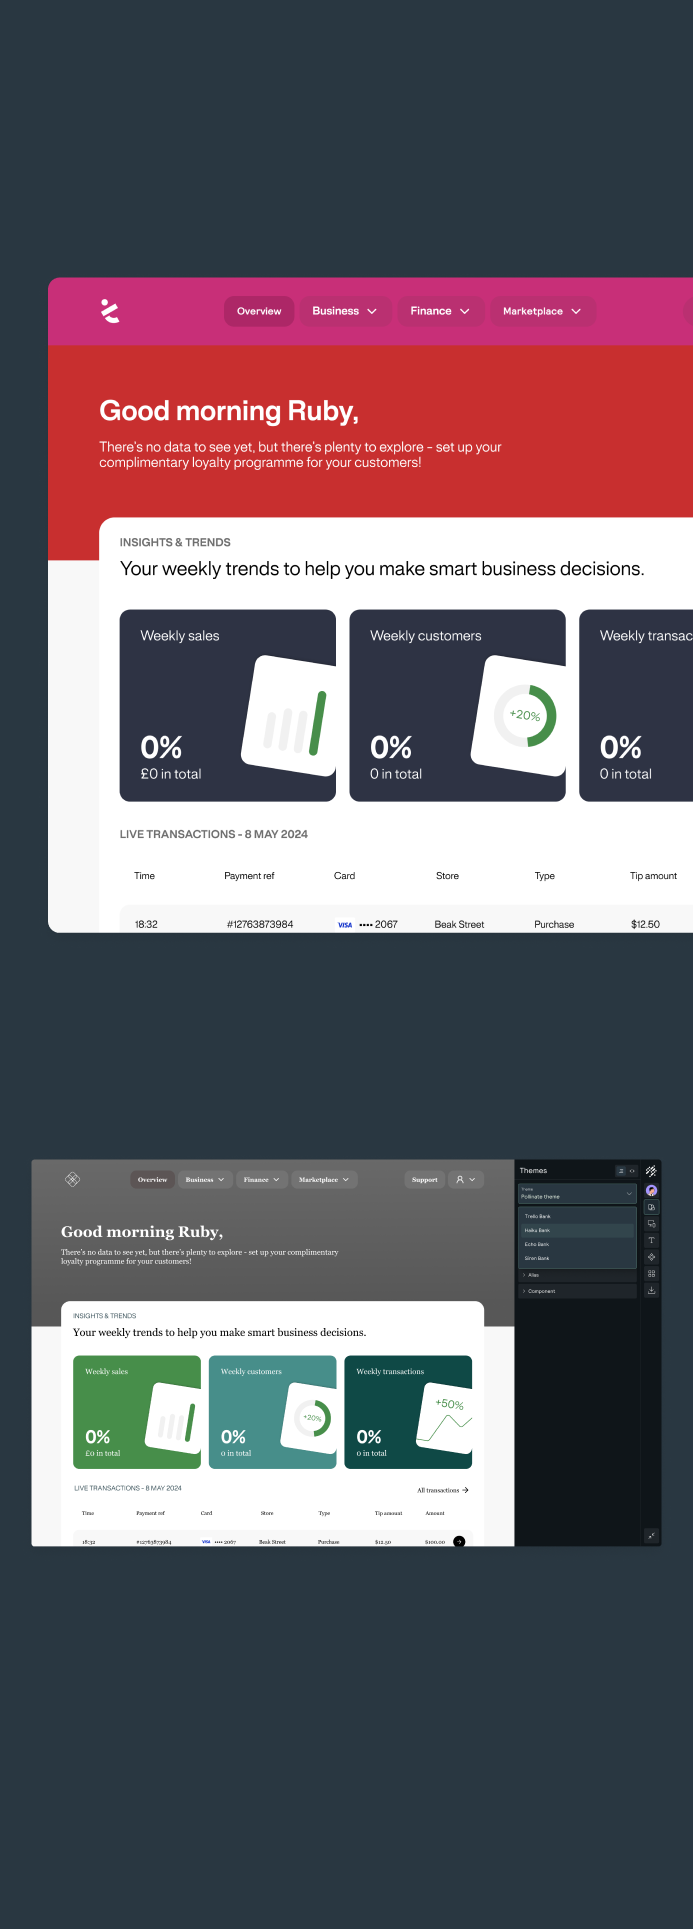 Overview Business Finance Marketplace
Good morning Ruby,
There's no data to see yet, but there's plenty to explore - set up your
complimentary loyalty programme for your customers!
INSIGHTS & TRENDS
Your weekly trends to help you make smart business decisions.
Weekly sales
0%
£0 in total
Weekly customers
+20%
0%
0 in total
Weekly transac
0%
0 in total
LIVE TRANSACTIONS - 8 MAY 2024
Time Payment ref Card Store Type Tip amount
18:32 #12763873984 VISA •••• 2067 Beak Street Purchase $12.50
Overview Business Finance Marketplace Support
Good morning Ruby,
There's no data to see yet, but there's plenty to explore - set up your complimentary
loyalty programme for your customers!
INSIGHTS & TRENDS
Your weekly trends to help you make smart business decisions.
Weekly sales
0%
£0 in total
Weekly customers
+20%
0%
0 in total
Weekly transactions
+50%
0%
0 in total
LIVE TRANSACTIONS - 8 MAY 2024
All transactions
Time Payment ref Card Store Type Tip amount Amount
18:32 #12763873984 VISA •••• 2067 Beak Street Purchase $12.50 $100.00
Themes
Theme
Pollinate theme
Trello Bank
Haiku Bank
Echo Bank
Siren Bank
Alias
Component